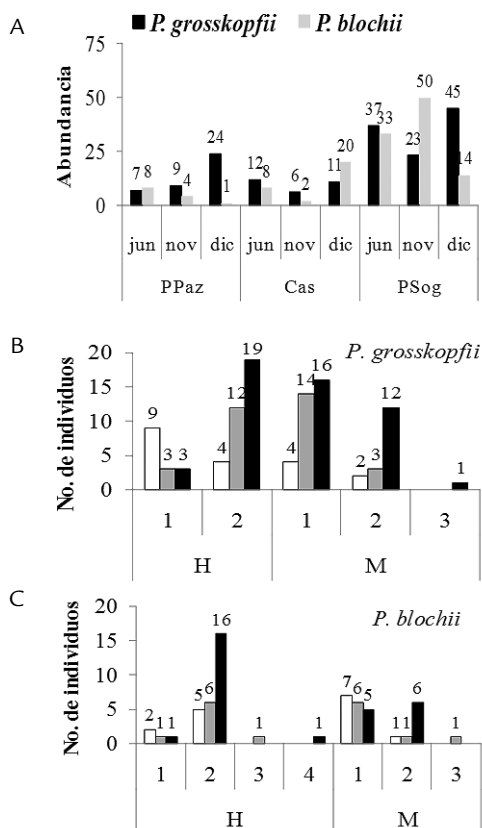 A
P. grosskopfii P. blochii
Abundancia
75
50
25
0
7 8 9 4 24 1 12 8 6 2 11 20 37 33 23 50 45 14
jun nov dic jun nov dic jun nov dic
PPaz Cas PSog
B
P. grosskopfii
No. de individuos
20
15
10
5
0
9 3 3 4 12 19 4 14 16 2 3 12 1
1 2 1 2 3
H M
C
P. blochii
No. de individuos
20
15
10
5
0
2 1 1 5 6 16 1 1 7 6 5 1 1 6 1
1 2 3 4 1 2 3
H M